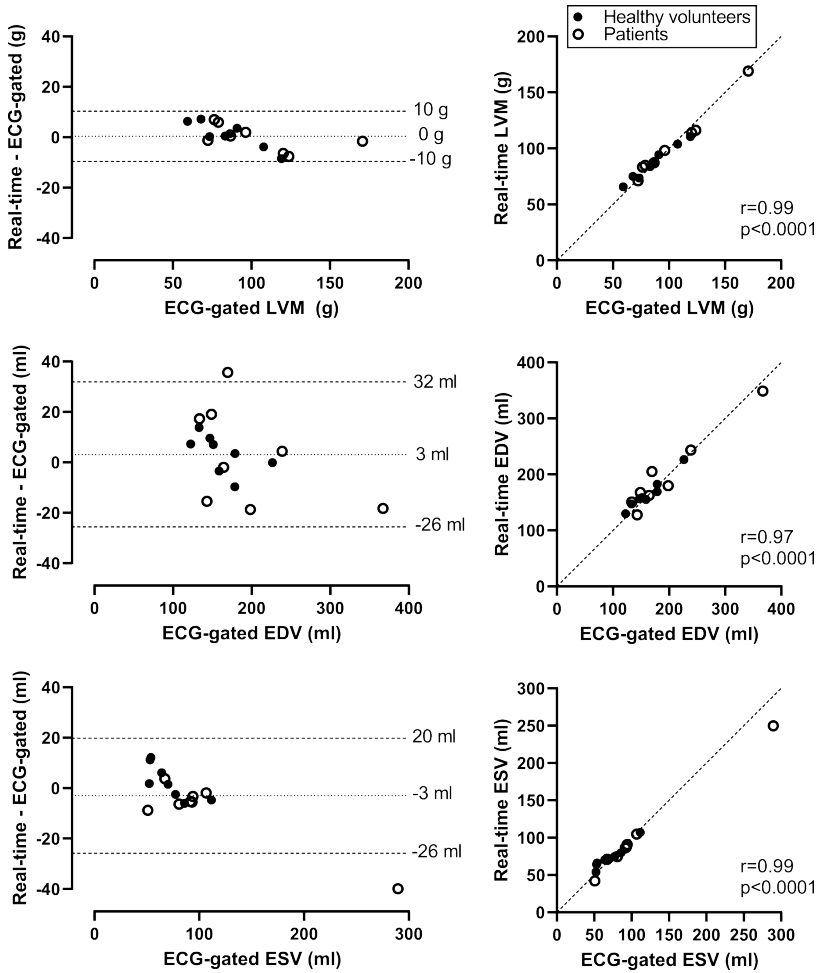 Healthy volunteers
Patients
Real-time - ECG-gated (g)
40
20
0
-20
-40
10 g
0 g
-10 g
0
50
100
150
200
ECG-gated LVM (g)
Real-time LVM (g)
200
150
100
50
0
r=0.99
p<0.0001
0
50
100
150
200
ECG-gated LVM (g)
Real-time - ECG-gated (ml)
40
20
0
-20
-40
32 ml
3 ml
-26 ml
0
100
200
300
400
ECG-gated EDV (ml)
Real-time EDV (ml)
400
300
200
100
0
r=0.97
p<0.0001
0
100
200
300
400
ECG-gated EDV (ml)
Real-time - ECG-gated (ml)
40
20
0
-20
-40
20 ml
-3 ml
-26 ml
0
100
200
300
ECG-gated ESV (ml)
Real-time ESV (ml)
300
250
200
150
100
50
0
r=0.99
p<0.0001
0
50
100
150
200
250
300
ECG-gated ESV (ml)